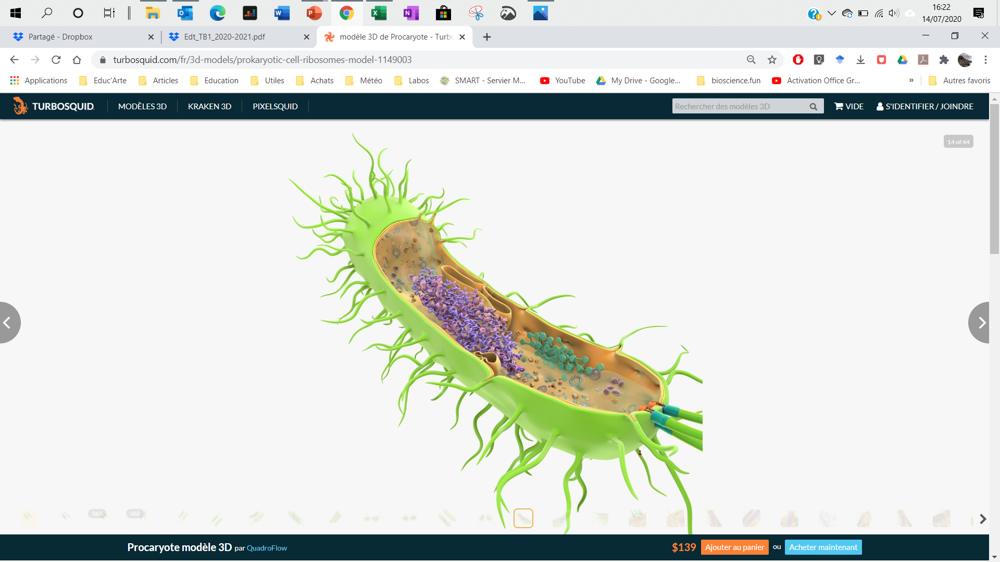 16:22
14/07/2020
Partagé - Dropbox
Edt_TB1_2020-2021.pdf
modèle 3D de Procaryote - Turb
turbosquid.com/fr/3d-models/prokaryotic-cell-ribosomes-model-1149003
Applications
Educ'Arte
Articles
Education
Utiles
Achats
Météo
Labos
SMART - Servier M...
YouTube
My Drive - Google...
bioscience.fun
Activation Office Gr...
»
Autres favoris
TURBOSQUID
MODÈLES 3D
KRAKEN 3D
PIXELSQUID
Rechercher des modèles 3D
VIDE
S'IDENTIFIER / JOINDRE
14 of 44
360
360
Procaryote modèle 3D par QuadroFlow
$139
Ajouter au panier
ou
Acheter maintenant